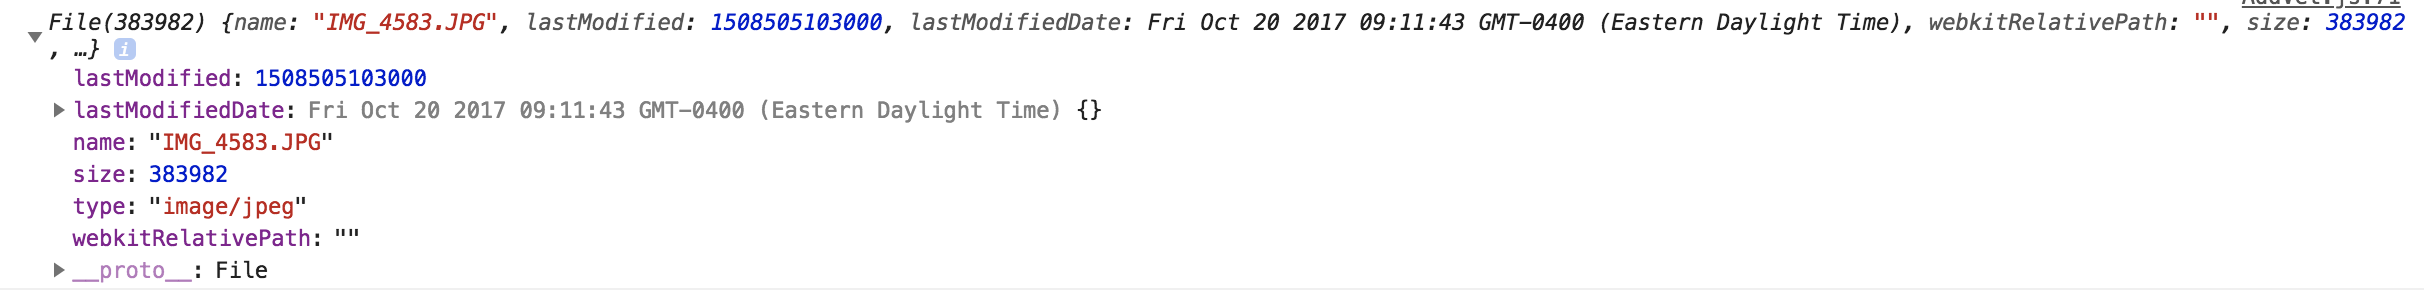 File(383982) {name: "IMG_4583.JPG", lastModified: 1508505103000, lastModifiedDate: Fri Oct 20 2017 09:11:43 GMT-0400 (Eastern Daylight Time), webkitRelativePath: "", size: 383982
, …} i
lastModified: 1508505103000
lastModifiedDate: Fri Oct 20 2017 09:11:43 GMT-0400 (Eastern Daylight Time) {}
name: "IMG_4583.JPG"
size: 383982
type: "image/jpeg"
webkitRelativePath: ""
__proto__: File